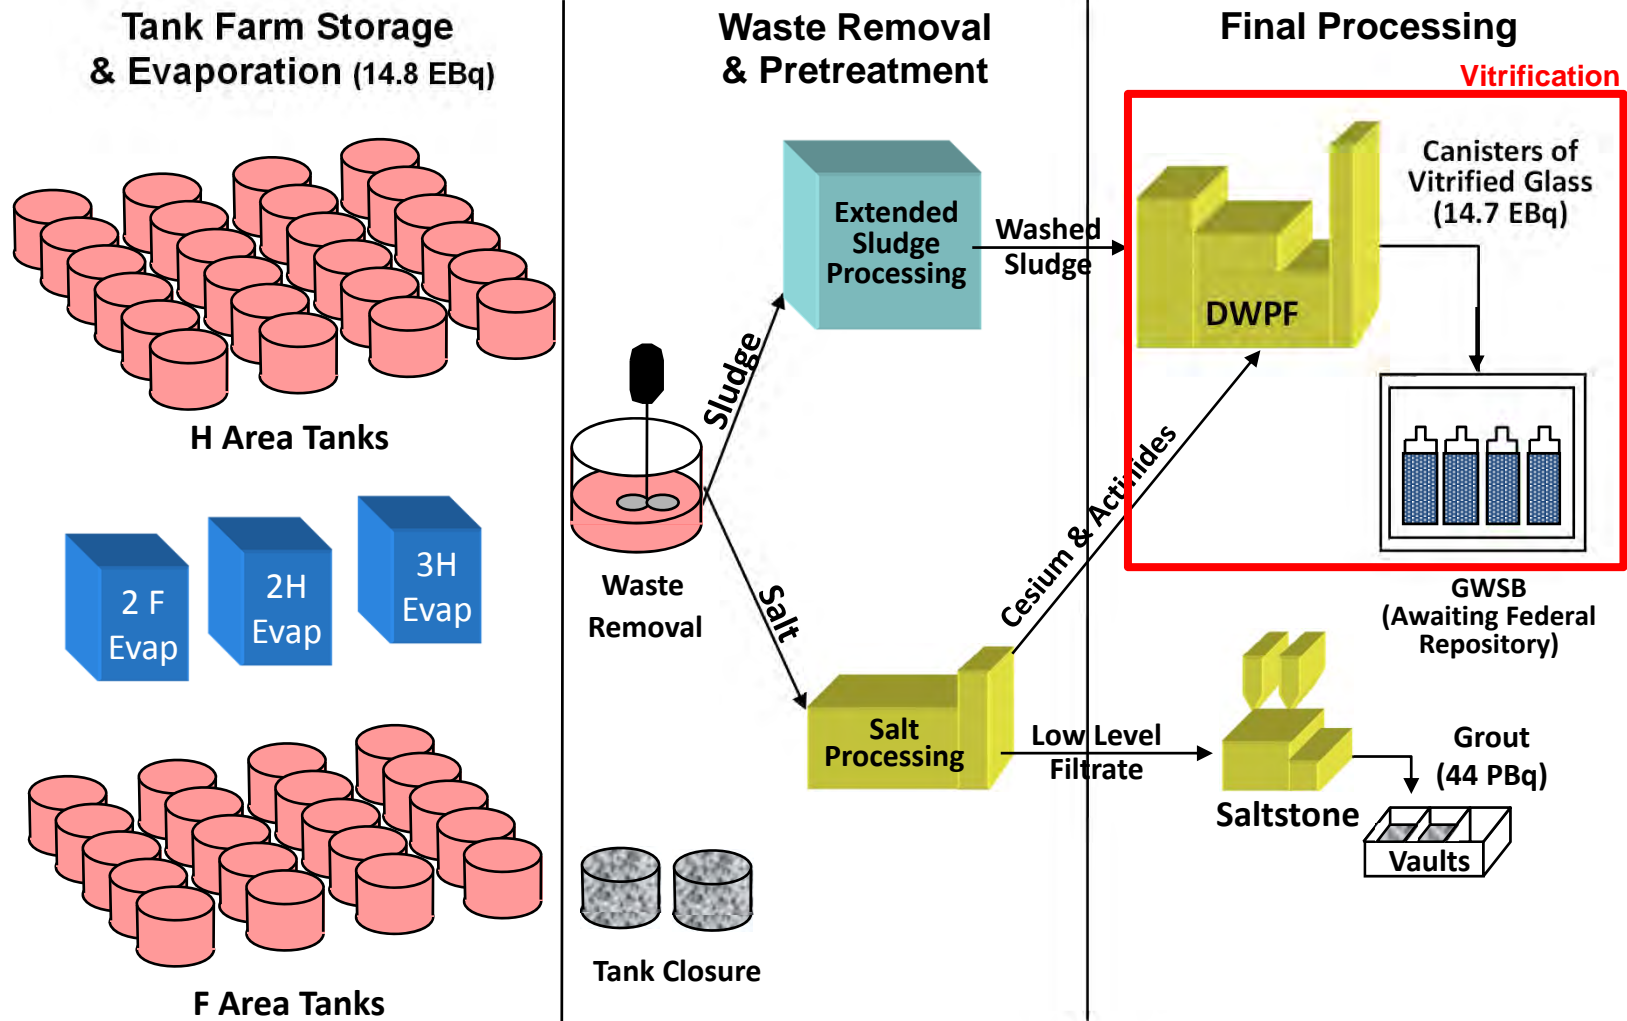 Tank Farm Storage
& Evaporation (14.8 EBq)
H Area Tanks
2 F
Evap
2H
Evap
3H
Evap
F Area Tanks
Waste Removal
& Pretreatment
Extended
Sludge
Processing
Washed
Sludge
Sludge
Waste
Removal
Salt
Cesium & Actinides
Salt
Processing
Low Level
Filtrate
Tank Closure
Final Processing
Vitrification
Canisters of
Vitrified Glass
(14.7 EBq)
DWPF
GWSB
(Awaiting Federal
Repository)
Saltstone
Grout
(44 PBq)
Vaults